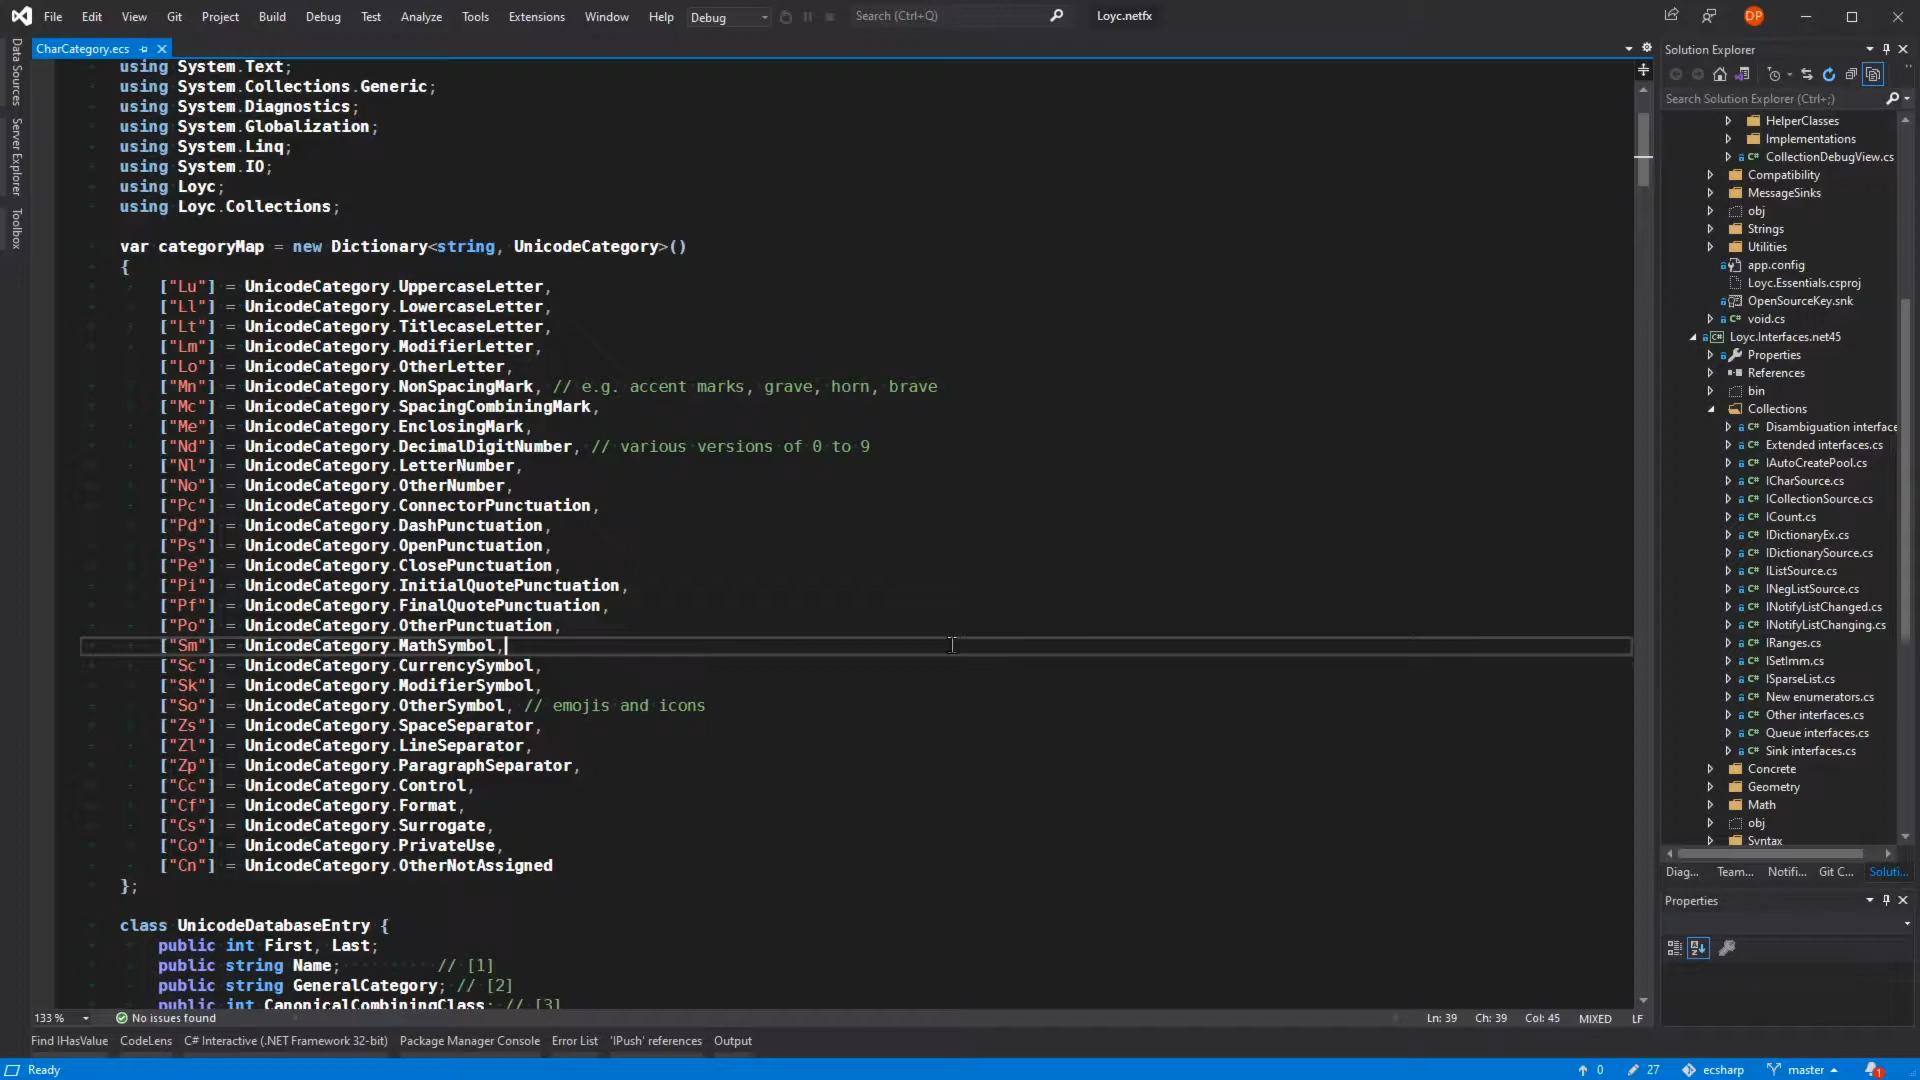 File Edit View Git Project Build Debug Test Analyze Tools Extensions Window Help Debug Search (Ctrl+Q) Loyc.netfx DP
CharCategory.ecs
Data Sources
Server Explorer
Toolbox
using System.Text;
using System.Collections.Generic;
using System.Diagnostics;
using System.Globalization;
using System.Linq;
using System.IO;
using Loyc;
using Loyc.Collections;
var categoryMap = new Dictionary<string, UnicodeCategory>()
{
["Lu"] = UnicodeCategory.UppercaseLetter,
["Ll"] = UnicodeCategory.LowercaseLetter,
["Lt"] = UnicodeCategory.TitlecaseLetter,
["Lm"] = UnicodeCategory.ModifierLetter,
["Lo"] = UnicodeCategory.OtherLetter,
["Mn"] = UnicodeCategory.NonSpacingMark, // e.g. accent marks, grave, horn, brave
["Mc"] = UnicodeCategory.SpacingCombiningMark,
["Me"] = UnicodeCategory.EnclosingMark,
["Nd"] = UnicodeCategory.DecimalDigitNumber, // various versions of 0 to 9
["Nl"] = UnicodeCategory.LetterNumber,
["No"] = UnicodeCategory.OtherNumber,
["Pc"] = UnicodeCategory.ConnectorPunctuation,
["Pd"] = UnicodeCategory.DashPunctuation,
["Ps"] = UnicodeCategory.OpenPunctuation,
["Pe"] = UnicodeCategory.ClosePunctuation,
["Pi"] = UnicodeCategory.InitialQuotePunctuation,
["Pf"] = UnicodeCategory.FinalQuotePunctuation,
["Po"] = UnicodeCategory.OtherPunctuation,
["Sm"] = UnicodeCategory.MathSymbol,
["Sc"] = UnicodeCategory.CurrencySymbol,
["Sk"] = UnicodeCategory.ModifierSymbol,
["So"] = UnicodeCategory.OtherSymbol, // emojis and icons
["Zs"] = UnicodeCategory.SpaceSeparator,
["Zl"] = UnicodeCategory.LineSeparator,
["Zp"] = UnicodeCategory.ParagraphSeparator,
["Cc"] = UnicodeCategory.Control,
["Cf"] = UnicodeCategory.Format,
["Cs"] = UnicodeCategory.Surrogate,
["Co"] = UnicodeCategory.PrivateUse,
["Cn"] = UnicodeCategory.OtherNotAssigned
};
class UnicodeDatabaseEntry {
public int First, Last;
public string Name; // [1]
public string GeneralCategory; // [2]
public int CanonicalCombiningClass; // [3]
133 % No issues found Ln: 39 Ch: 39 Col: 45 MIXED LF
Solution Explorer
Search Solution Explorer (Ctrl+;)
HelperClasses
Implementations
C# CollectionDebugView.cs
Compatibility
MessageSinks
obj
Strings
Utilities
app.config
Loyc.Essentials.csproj
OpenSourceKey.snk
C# void.cs
C# Loyc.Interfaces.net45
Properties
References
bin
Collections
C# Disambiguation interface
C# Extended interfaces.cs
C# IAutoCreatePool.cs
C# ICharSource.cs
C# ICollectionSource.cs
C# ICount.cs
C# IDictionaryEx.cs
C# IDictionarySource.cs
C# IListSource.cs
C# INegListSource.cs
C# INotifyListChanged.cs
C# INotifyListChanging.cs
C# IRanges.cs
C# ISetImm.cs
C# ISparseList.cs
C# New enumerators.cs
C# Other interfaces.cs
C# Queue interfaces.cs
C# Sink interfaces.cs
Concrete
Geometry
Math
obj
Syntax
Diag... Team... Notifi... Git C... Soluti...
Properties
Find IHasValue CodeLens C# Interactive (.NET Framework 32-bit) Package Manager Console Error List 'IPush' references Output
Ready 0 27 ecsharp master 1